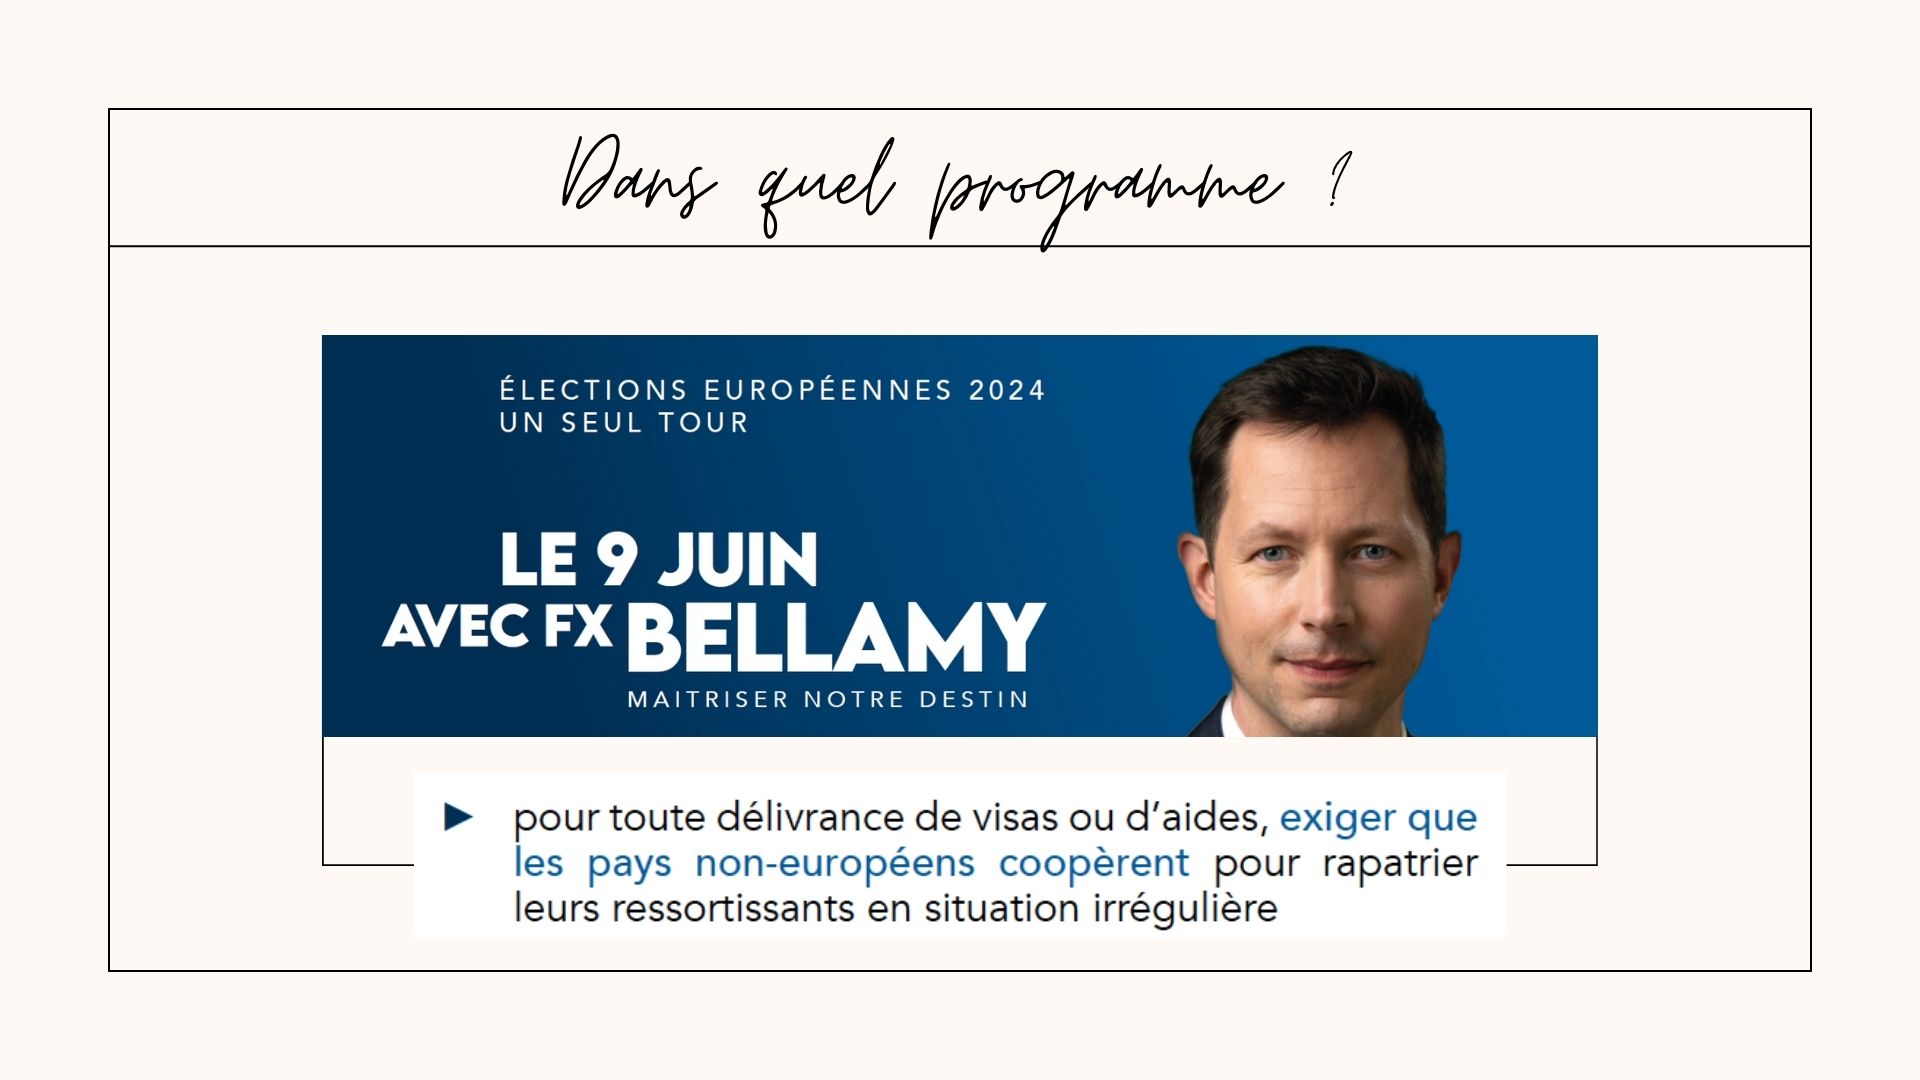 Dans quel programme ?
ÉLECTIONS EUROPÉENNES 2024
UN SEUL TOUR
LE 9 JUIN
AVEC FX BELLAMY
MAITRISER NOTRE DESTIN
► pour toute délivrance de visas ou d’aides, exiger que
les pays non-européens coopèrent pour rapatrier
leurs ressortissants en situation irrégulière